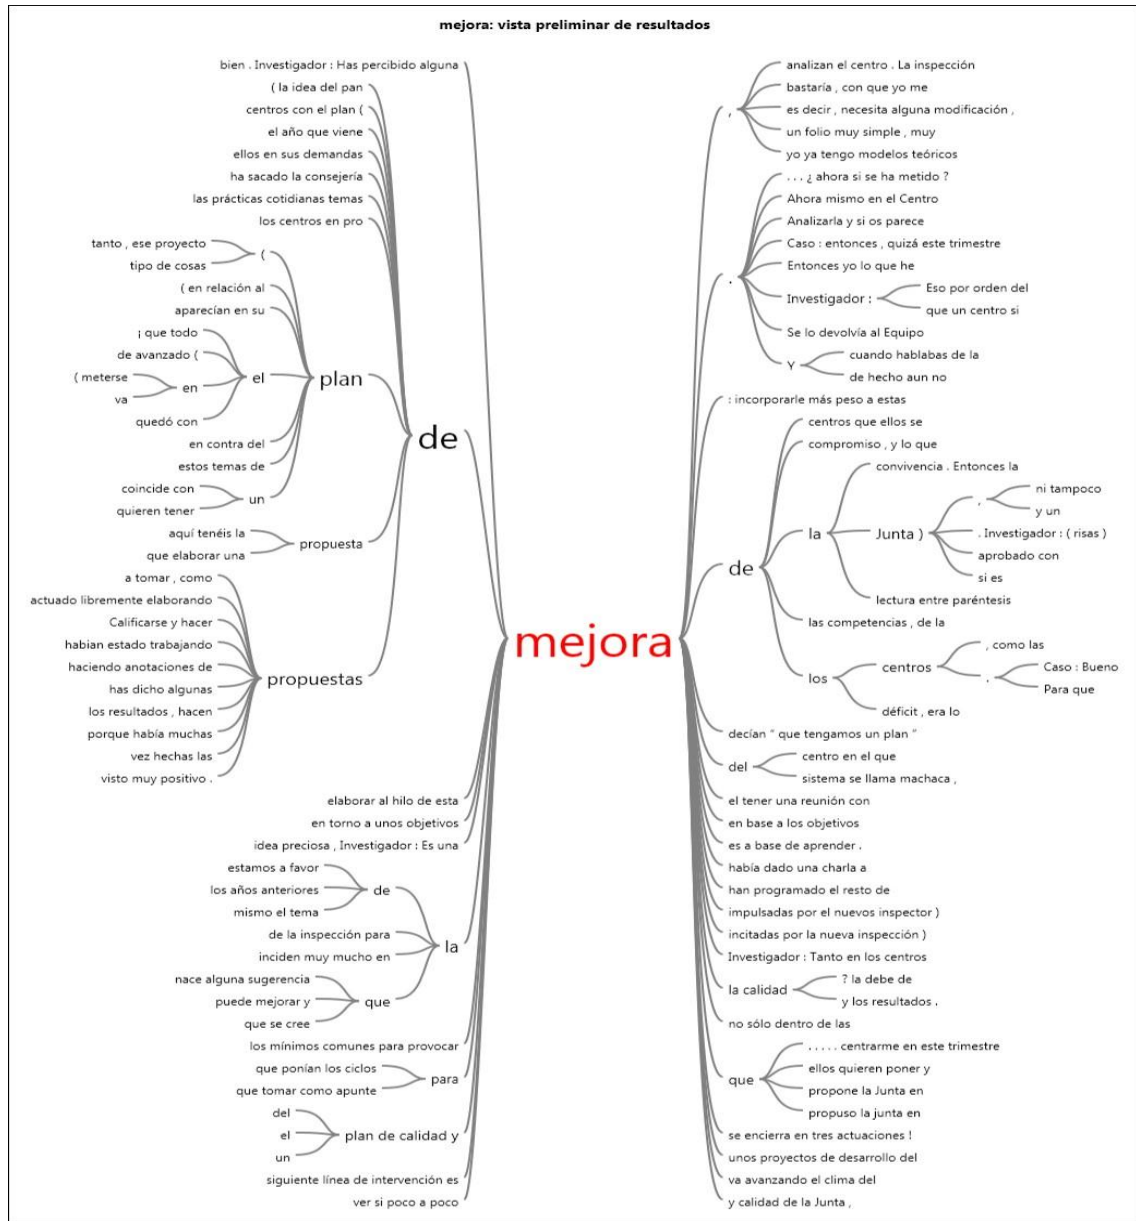 mejora: vista preliminar de resultados
bien . Investigador : Has percibido alguna
( la idea del pan
centros con el plan (
el año que viene
ellos en sus demandas
ha sacado la consejería
las prácticas cotidianas temas
los centros en pro
tanto , ese proyecto
tipo de cosas
(
( en relación al
aparecían en su
¡ que todo
de avanzado (
( meterse
va
en
quedó con
el
en contra del
estos temas de
coincide con
quieren tener
un
plan
aquí tenéis la
que elaborar una
propuesta
a tomar , como
actuado libremente elaborando
Calificarse y hacer
habian estado trabajando
haciendo anotaciones de
has dicho algunas
los resultados , hacen
porque había muchas
vez hechas las
visto muy positivo .
propuestas
de
elaborar al hilo de esta
en torno a unos objetivos
idea preciosa , Investigador : Es una
estamos a favor
los años anteriores
mismo el tema
de
de la inspección para
inciden muy mucho en
nace alguna sugerencia
puede mejorar y
que se cree
que
la
los mínimos comunes para provocar
que ponían los ciclos
que tomar como apunte
para
del
el
un
plan de calidad y
siguiente línea de intervención es
ver si poco a poco
mejora
,
analizan el centro . La inspección
bastaría , con que yo me
es decir , necesita alguna modificación ,
un folio muy simple , muy
yo ya tengo modelos teóricos
.
. . . ¿ ahora si se ha metido ?
Ahora mismo en el Centro
Analizarla y si os parece
Caso : entonces , quizá este trimestre
Entonces yo lo que he
Investigador :
Eso por orden del
que un centro si
Se lo devolvía al Equipo
Y
cuando hablabas de la
de hecho aun no
: incorporarle más peso a estas
de
centros que ellos se
compromiso , y lo que
la
convivencia . Entonces la
Junta )
,
ni tampoco
y un
. Investigador : ( risas )
aprobado con
si es
lectura entre paréntesis
las competencias , de la
los
centros
, como las
.
Caso : Bueno
Para que
déficit , era lo
decían " que tengamos un plan "
del
centro en el que
sistema se llama machaca ,
el tener una reunión con
en base a los objetivos
es a base de aprender .
había dado una charla a
han programado el resto de
impulsadas por el nuevos inspector )
incitadas por la nueva inspección )
Investigador : Tanto en los centros
la calidad
? la debe de
y los resultados .
no sólo dentro de las
que
. . . . . centrarme en este trimestre
ellos quieren poner y
propone la Junta en
propuso la junta en
se encierra en tres actuaciones !
unos proyectos de desarrollo del
va avanzando el clima del
y calidad de la Junta ,